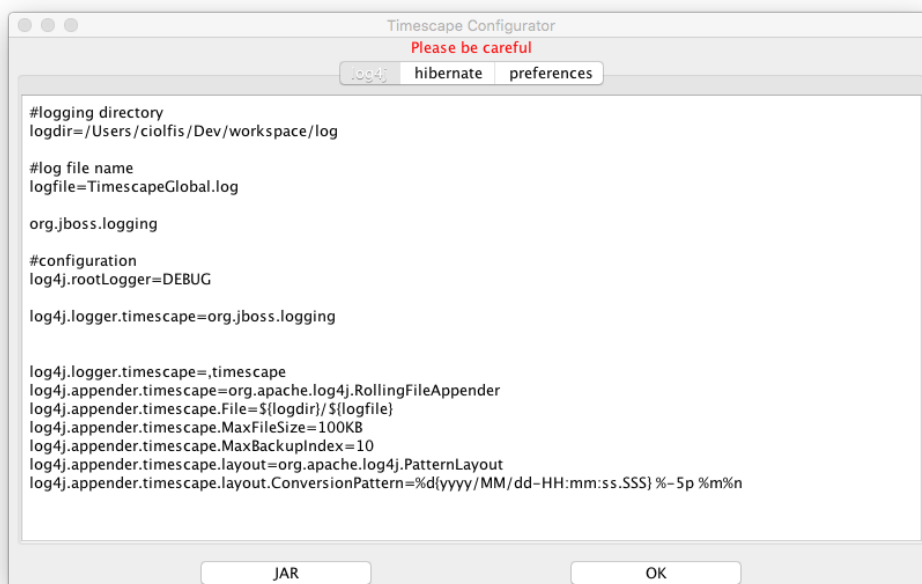 Timescape Configurator
Please be careful
log4j hibernate preferences
#logging directory
logdir=/Users/ciolfis/Dev/workspace/log
#log file name
logfile=TimescapeGlobal.log
org.jboss.logging
#configuration
log4j.rootLogger=DEBUG
log4j.logger.timescape=org.jboss.logging
log4j.logger.timescape=,timescape
log4j.appender.timescape=org.apache.log4j.RollingFileAppender
log4j.appender.timescape.File=${logdir}/${logfile}
log4j.appender.timescape.MaxFileSize=100KB
log4j.appender.timescape.MaxBackupIndex=10
log4j.appender.timescape.layout=org.apache.log4j.PatternLayout
log4j.appender.timescape.layout.ConversionPattern=%d{yyyy/MM/dd-HH:mm:ss.SSS} %-5p %m%n
JAR OK